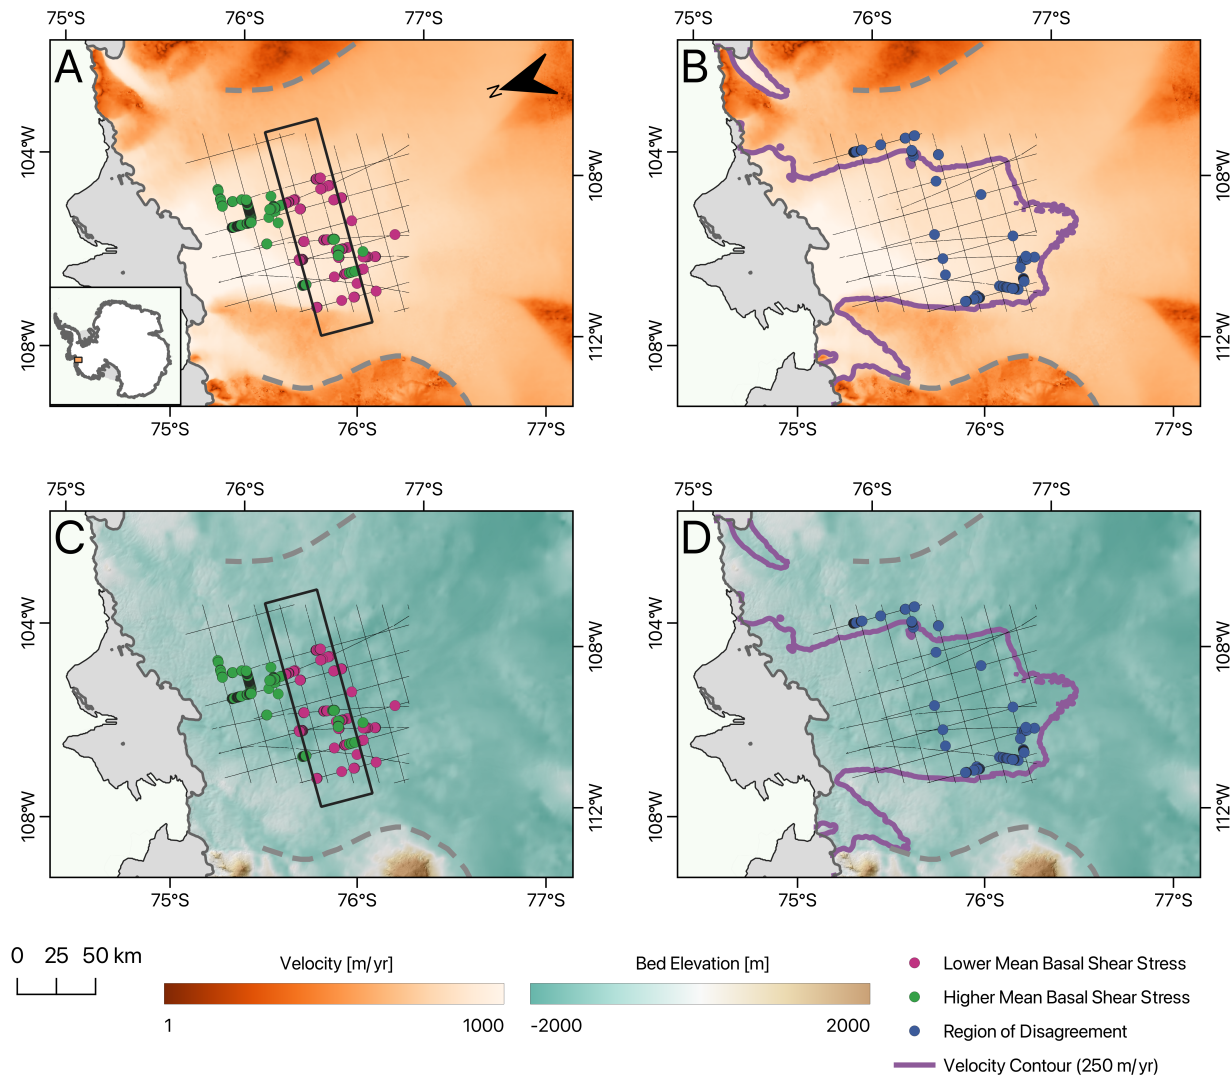 75°S 76°S 77°S 75°S 76°S 77°S
A
N
B
104°W 108°W 104°W 108°W
108°W 112°W 108°W 112°W
75°S 76°S 77°S 75°S 76°S 77°S
75°S 76°S 77°S 75°S 76°S 77°S
C
D
104°W 108°W 104°W 108°W
108°W 112°W 108°W 112°W
75°S 76°S 77°S 75°S 76°S 77°S
0 25 50 km
Velocity [m/yr]
1 1000
Bed Elevation [m]
-2000 2000
Lower Mean Basal Shear Stress
Higher Mean Basal Shear Stress
Region of Disagreement
Velocity Contour (250 m/yr)